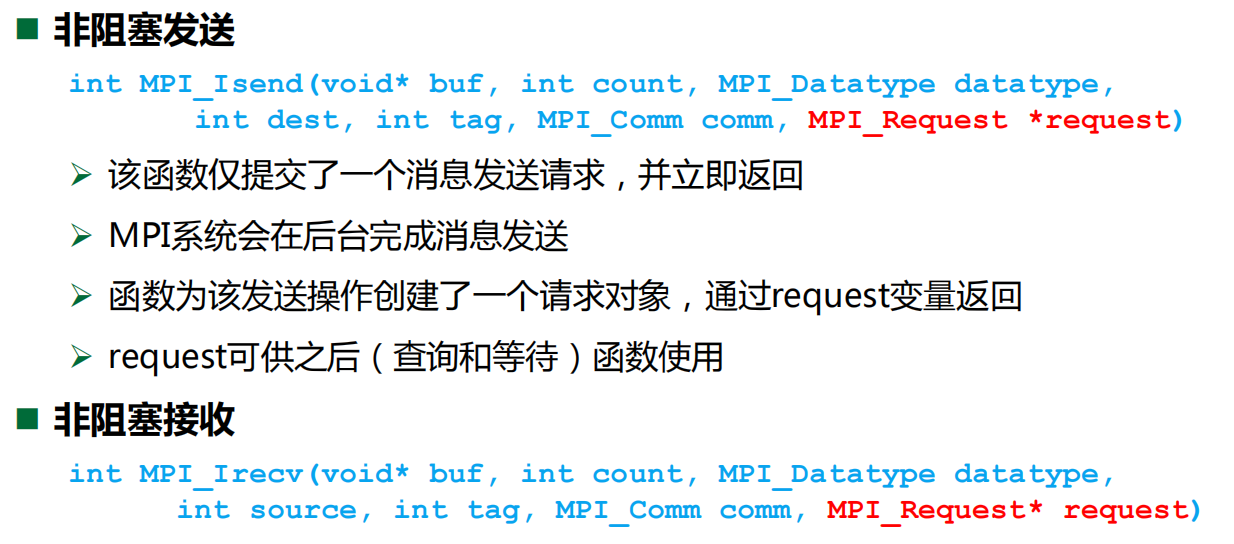 非阻塞发送
int MPI_Isend(void* buf, int count, MPI_Datatype datatype,
int dest, int tag, MPI_Comm comm, MPI_Request *request)
该函数仅提交了一个消息发送请求，并立即返回
MPI系统会在后台完成消息发送
函数为该发送操作创建了一个请求对象，通过request变量返回
request可供之后（查询和等待）函数使用
非阻塞接收
int MPI_Irecv(void* buf, int count, MPI_Datatype datatype,
int source, int tag, MPI_Comm comm, MPI_Request* request)